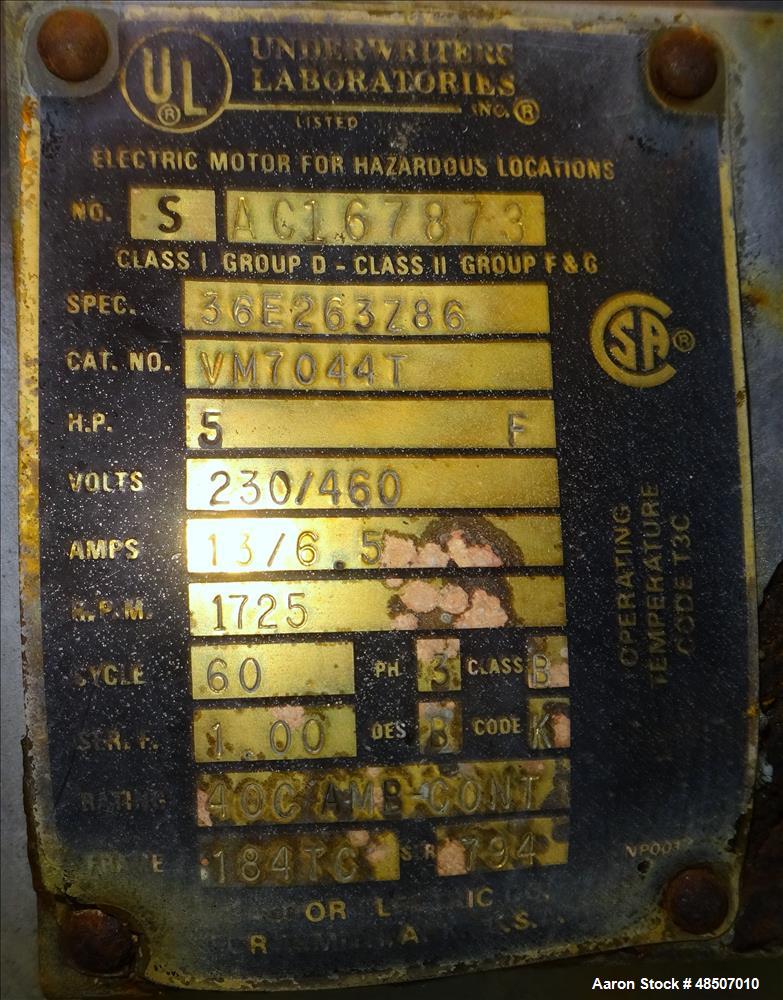 UL ® UNDERWRITERS
LABORATORIES
INC. ®
LISTED
ELECTRIC MOTOR FOR HAZARDOUS LOCATIONS
NO. S AC167873
CLASS I GROUP D - CLASS II GROUP F & G
SPEC. 36E263Z86
CAT. NO. VM7044T
H.P. 5 F
VOLTS 230/460
AMPS 13/6.5
R.P.M. 1725
CYCLE 60 PH 3 CLASS B
SER. F. 1.00 DES B CODE K
RATING 40C AMB-CONT
FRAME 184TC 794
SA ®
OPERATING
TEMPERATURE
CODE T3C
Aaron Stock # 48507010